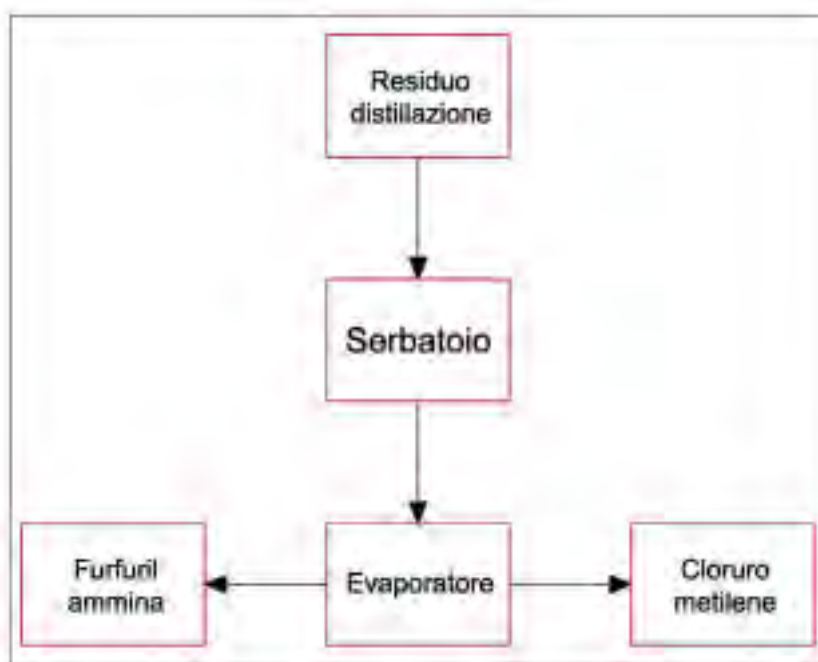 Residuo
distillazione
Serbatoio
Furfuril
ammina
Evaporatore
Cloruro
metilene